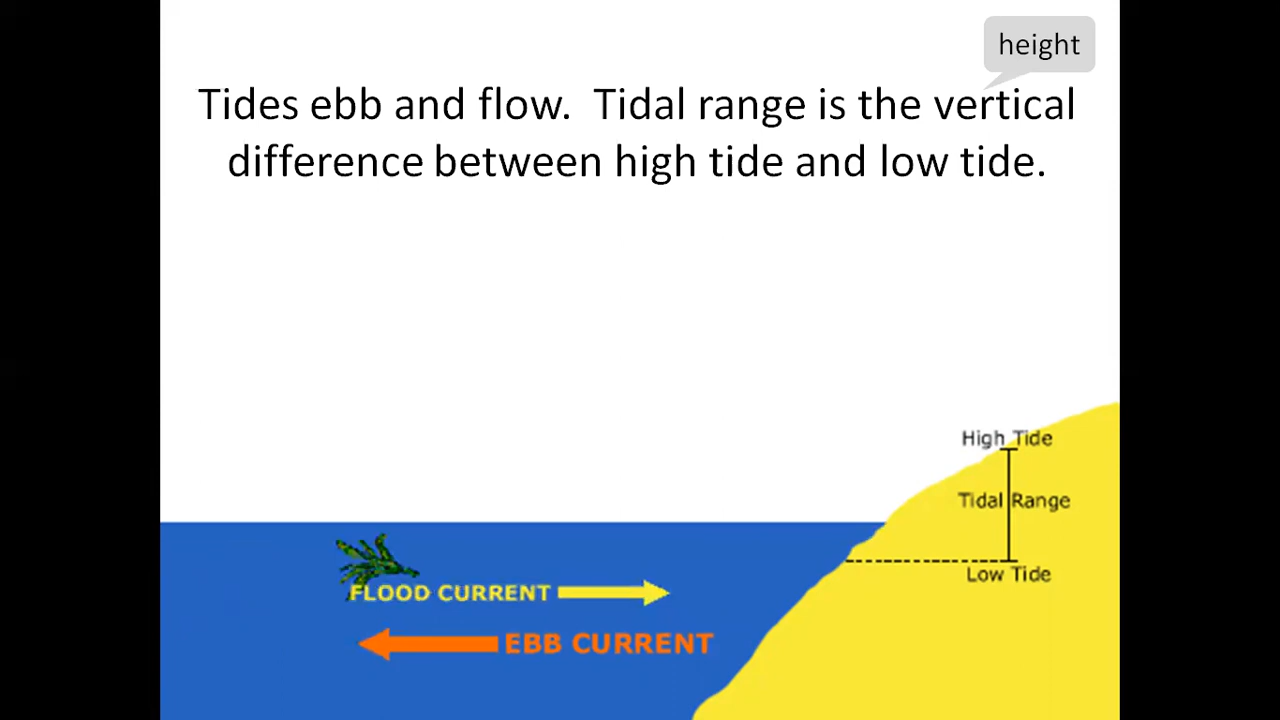 height
Tides ebb and flow.  Tidal range is the vertical
difference between high tide and low tide.
High Tide
Tidal Range
Low Tide
FLOOD CURRENT
EBB CURRENT